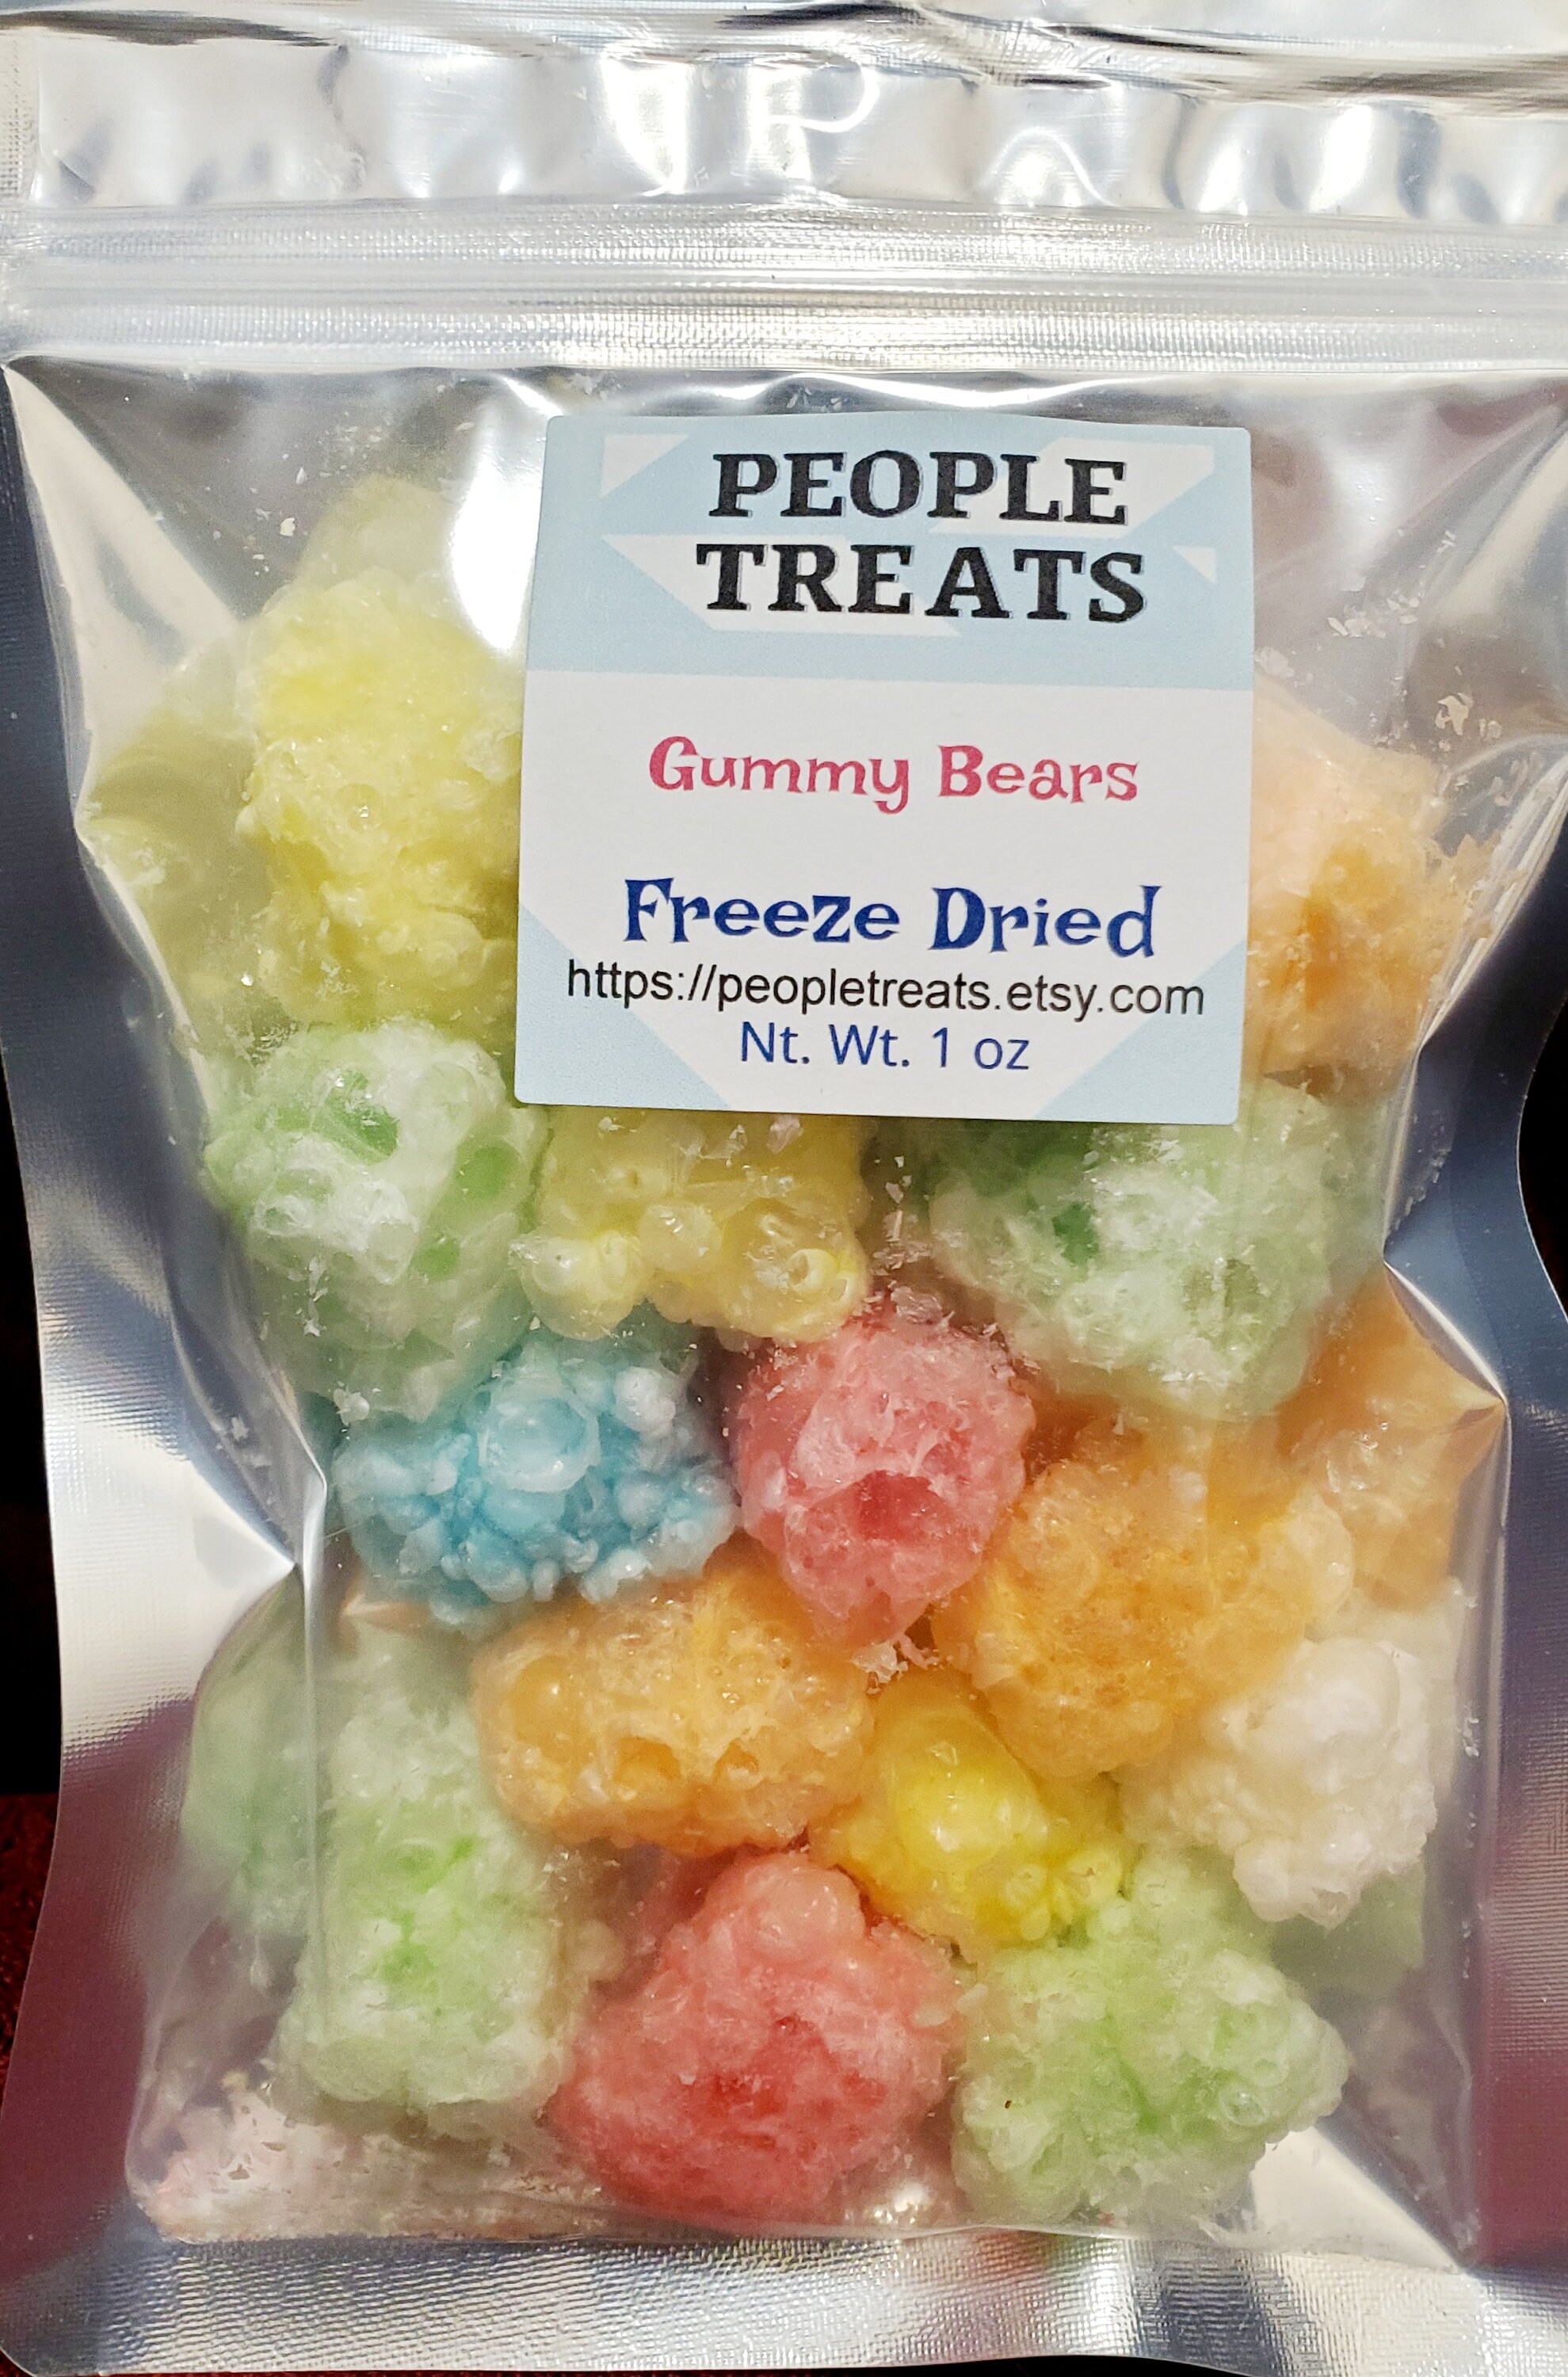 PEOPLE
TREATS
Gummy Bears
Freeze Dried
https://peopletreats.etsy.com
Nt. Wt. 1 oz